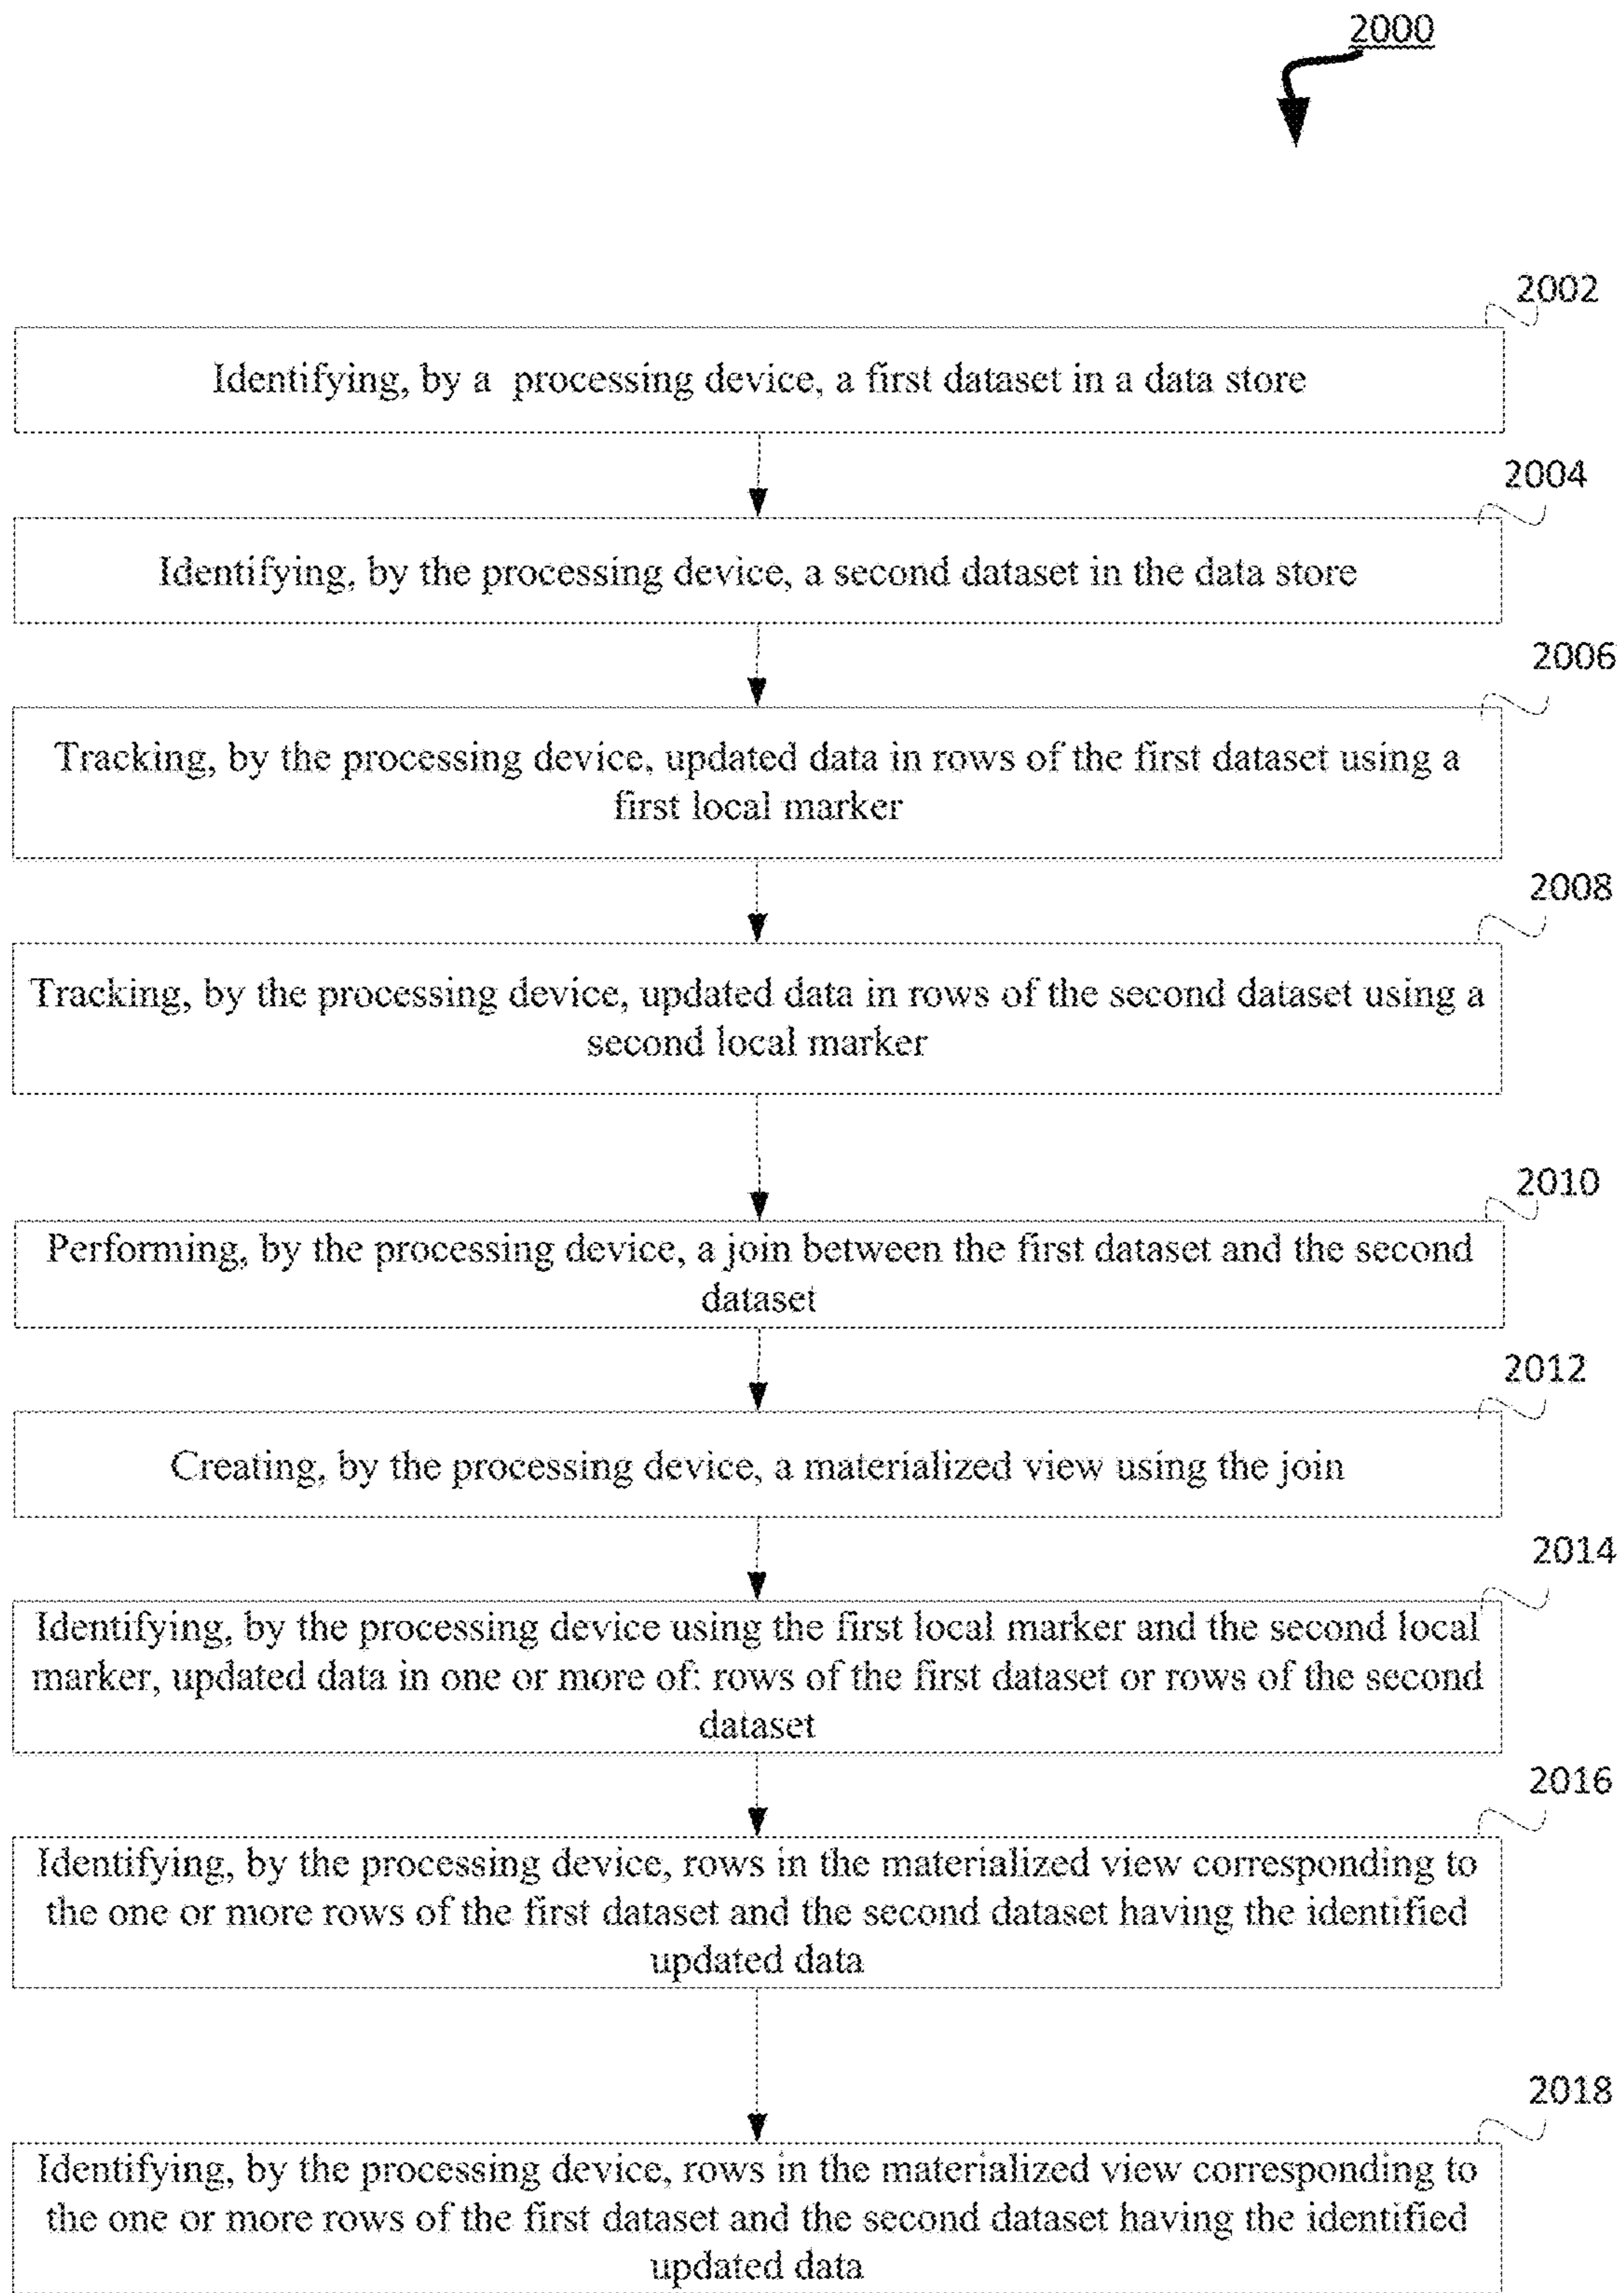 2000
2002
Identifying, by a processing device, a first dataset in a data store
2004
Identifying, by the processing device, a second dataset in the data store
2006
Tracking, by the processing device, updated data in rows of the first dataset using a
first local marker
2008
Tracking, by the processing device, updated data in rows of the second dataset using a
second local marker
2010
Performing, by the processing device, a join between the first dataset and the second
dataset
2012
Creating, by the processing device, a materialized view using the join
2014
Identifying, by the processing device using the first local marker and the second local
marker, updated data in one or more of: rows of the first dataset or rows of the second
dataset
2016
Identifying, by the processing device, rows in the materialized view corresponding to
the one or more rows of the first dataset and the second dataset having the identified
updated data
2018
Identifying, by the processing device, rows in the materialized view corresponding to
the one or more rows of the first dataset and the second dataset having the identified
updated data